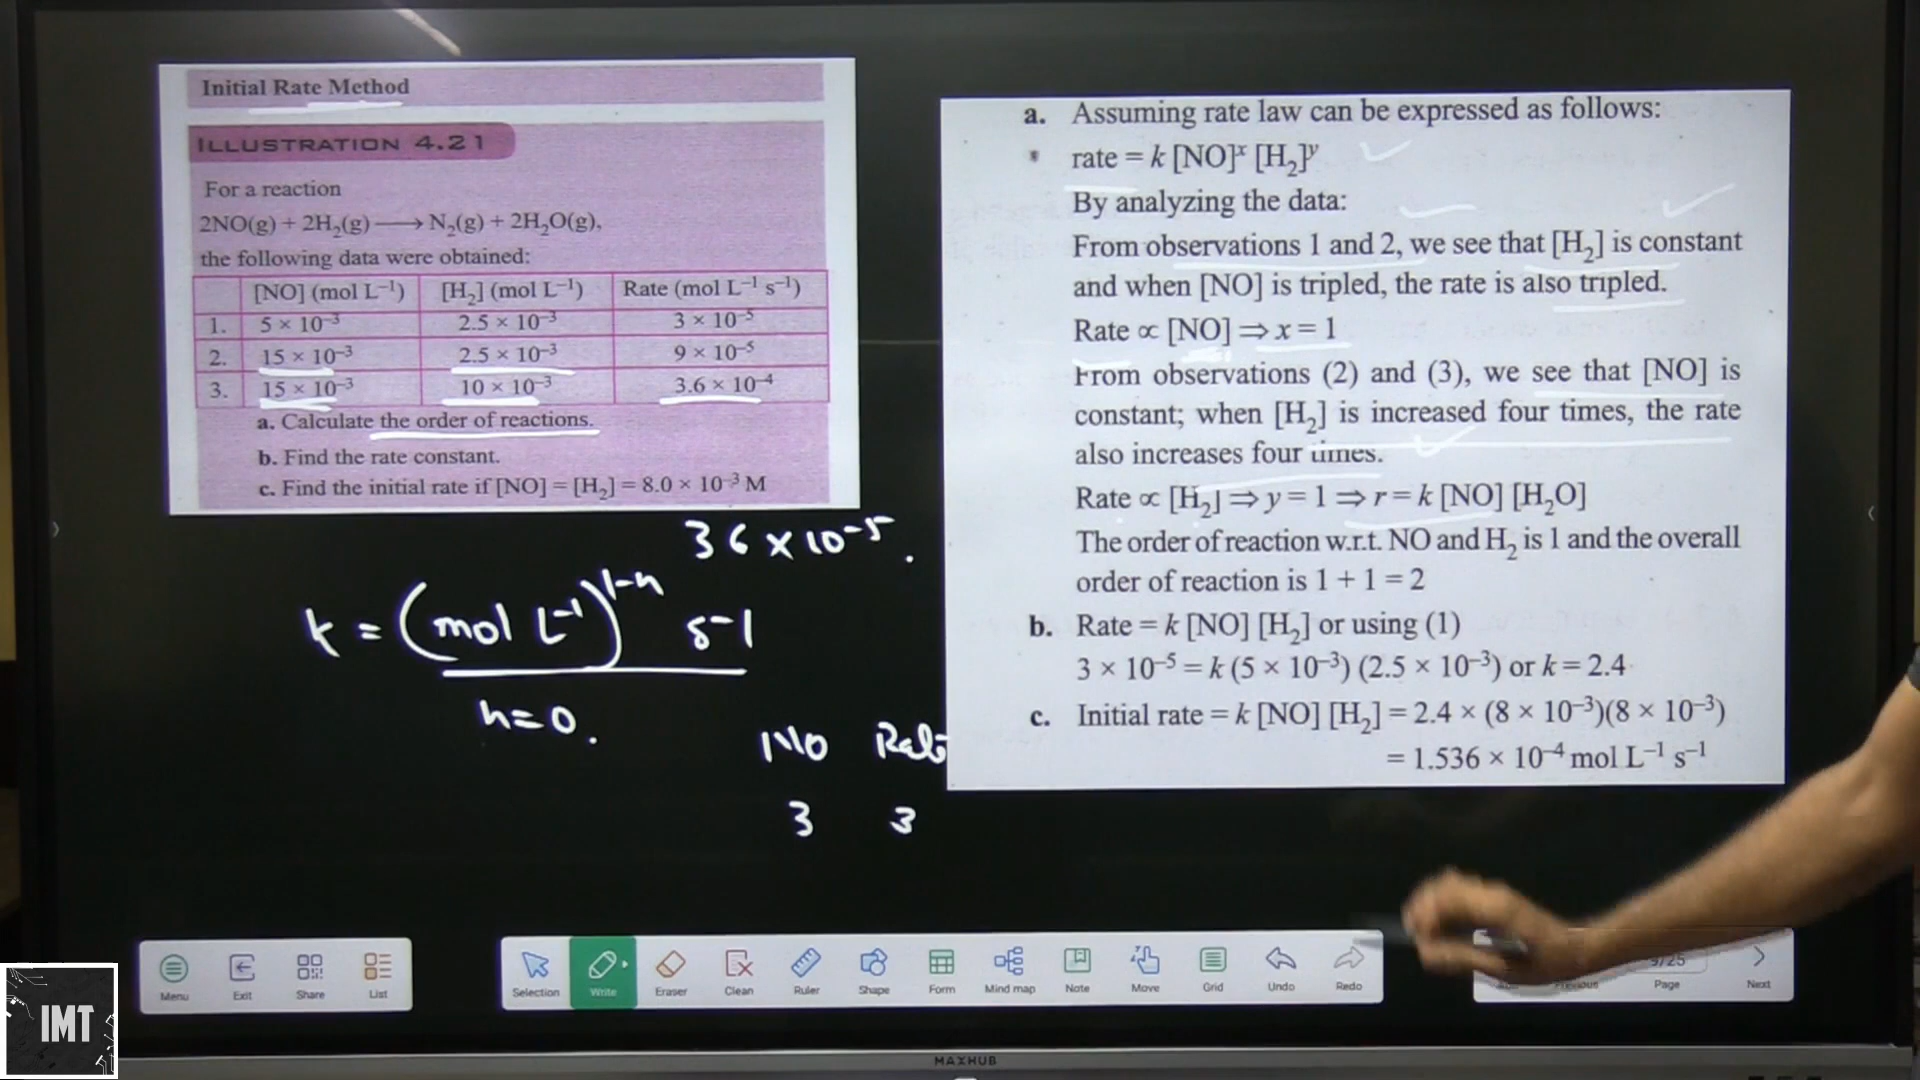 Initial Rate Method
ILLUSTRATION 4.21
For a reaction
2NO(g) + 2H₂(g) ⟶ N₂(g) + 2H₂O(g),
the following data were obtained:
[NO] (mol L⁻¹) [H₂] (mol L⁻¹) Rate (mol L⁻¹ s⁻¹)
1. 5 × 10⁻³ 2.5 × 10⁻³ 3 × 10⁻⁵
2. 15 × 10⁻³ 2.5 × 10⁻³ 9 × 10⁻⁵
3. 15 × 10⁻³ 10 × 10⁻³ 3.6 × 10⁻⁴
a. Calculate the order of reactions.
b. Find the rate constant.
c. Find the initial rate if [NO] = [H₂] = 8.0 × 10⁻³ M
36 × 10⁻⁵.
k = (mol L⁻¹)¹⁻ⁿ s⁻¹
n=0.
NO Rate
3 3
a. Assuming rate law can be expressed as follows:
rate = k [NO]ˣ [H₂]ʸ
By analyzing the data:
From observations 1 and 2, we see that [H₂] is constant
and when [NO] is tripled, the rate is also tripled.
Rate ∝ [NO] ⇒ x = 1
From observations (2) and (3), we see that [NO] is
constant; when [H₂] is increased four times, the rate
also increases four times.
Rate ∝ [H₂] ⇒ y = 1 ⇒ r = k [NO] [H₂O]
The order of reaction w.r.t. NO and H₂ is 1 and the overall
order of reaction is 1 + 1 = 2
b. Rate = k [NO] [H₂] or using (1)
3 × 10⁻⁵ = k (5 × 10⁻³) (2.5 × 10⁻³) or k = 2.4
c. Initial rate = k [NO] [H₂] = 2.4 × (8 × 10⁻³)(8 × 10⁻³)
= 1.536 × 10⁻⁴ mol L⁻¹ s⁻¹
Menu Exit Share List
Selection Write Eraser Clean Ruler Shape Form Mind map Note Move Grid Undo Redo
9/25
Page Next
IMT
MAXHUB